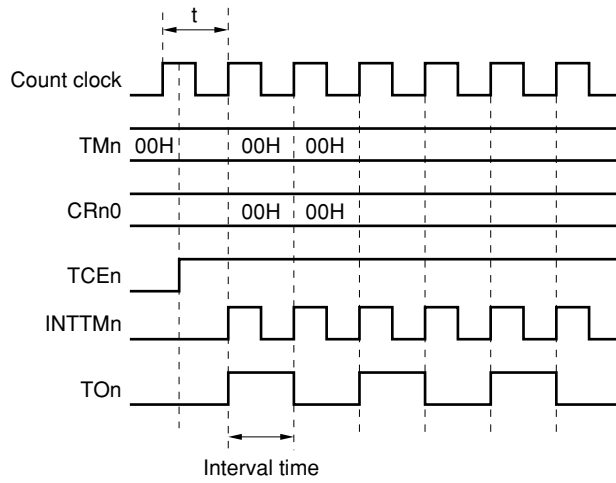 t
Count clock
TMn 00H 00H 00H
CRn0 00H 00H
TCEn
INTTMn
TOn
Interval time